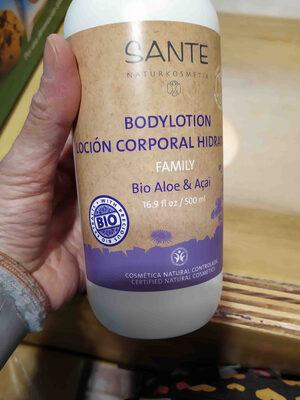 SANTE
NATURKOSMETIK
BODYLOTION
LOCIÓN CORPORAL
FAMILY
Bio Aloe & Açai
16.9 fl oz / 500 ml
BIO
COSMÉTICA NATURAL CONTROLADA
CERTIFIED NATURAL COSMETICS